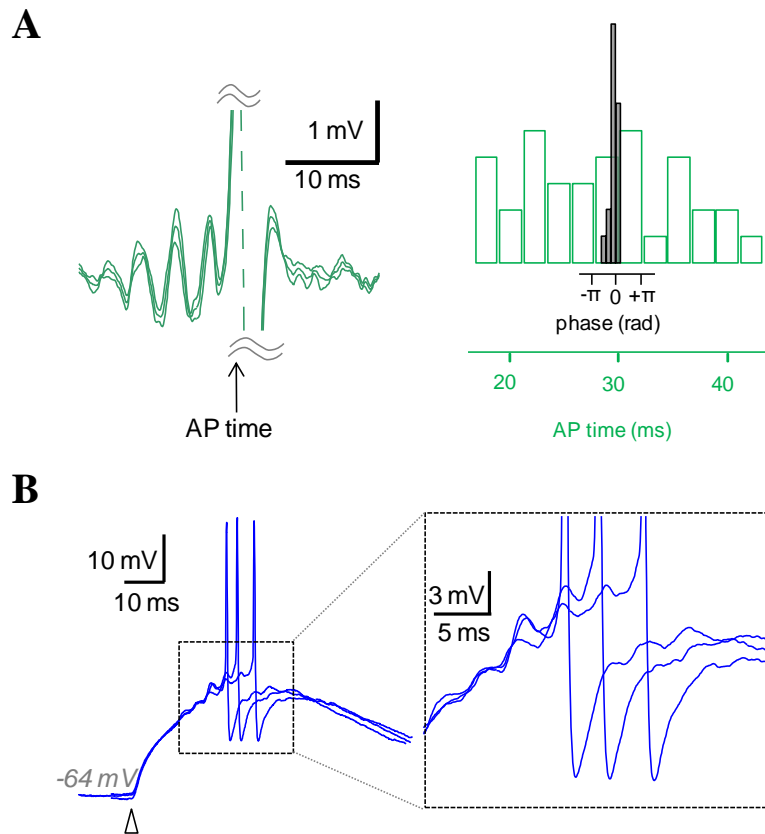 A
1 mV
10 ms
AP time
-π 0 +π
phase (rad)
20 30 40
AP time (ms)
B
10 mV
10 ms
-64 mV
3 mV
5 ms